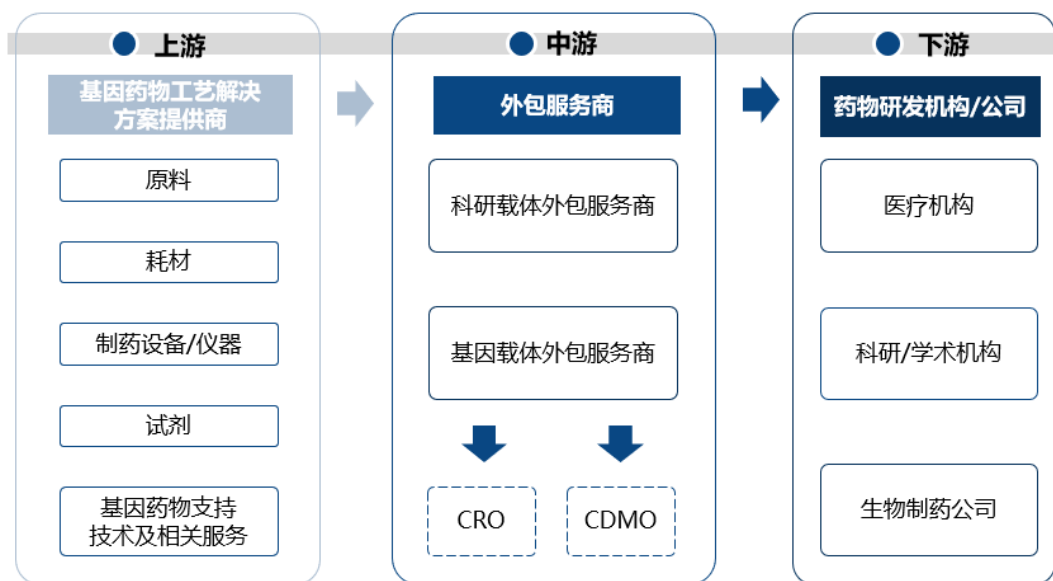 上游
基因药物工艺解决
方案提供商
原料
耗材
制药设备/仪器
试剂
基因药物支持
技术及相关服务
中游
外包服务商
科研载体外包服务商
基因载体外包服务商
CRO
CDMO
下游
药物研发机构/公司
医疗机构
科研/学术机构
生物制药公司